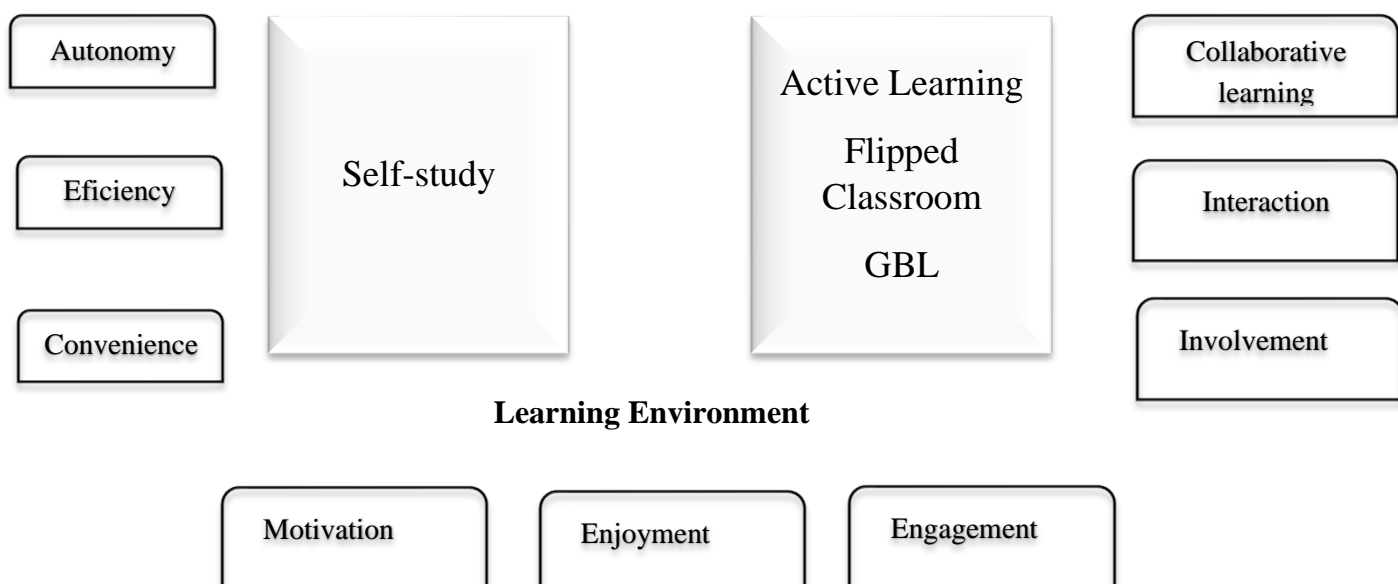 Autonomy
Eficiency
Convenience
Self-study
Active Learning
Flipped
Classroom
GBL
Collaborative
learning
Interaction
Involvement
Learning Environment
Motivation
Enjoyment
Engagement